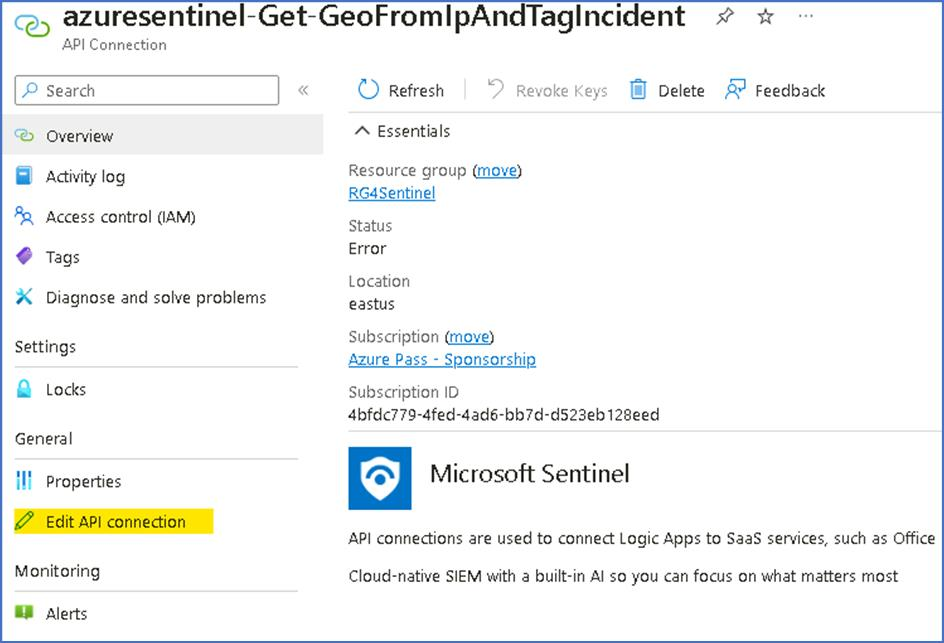 azuresentinel-Get-GeoFromIpAndTagIncident
API Connection
Search
«
Refresh
Revoke Keys
Delete
Feedback
Overview
Activity log
Access control (IAM)
Tags
Diagnose and solve problems
Settings
Locks
General
Properties
Edit API connection
Monitoring
Alerts
Essentials
Resource group (move)
RG4Sentinel
Status
Error
Location
eastus
Subscription (move)
Azure Pass - Sponsorship
Subscription ID
4bfdc779-4fed-4ad6-bb7d-d523eb128eed
Microsoft Sentinel
API connections are used to connect Logic Apps to SaaS services, such as Office
Cloud-native SIEM with a built-in AI so you can focus on what matters most